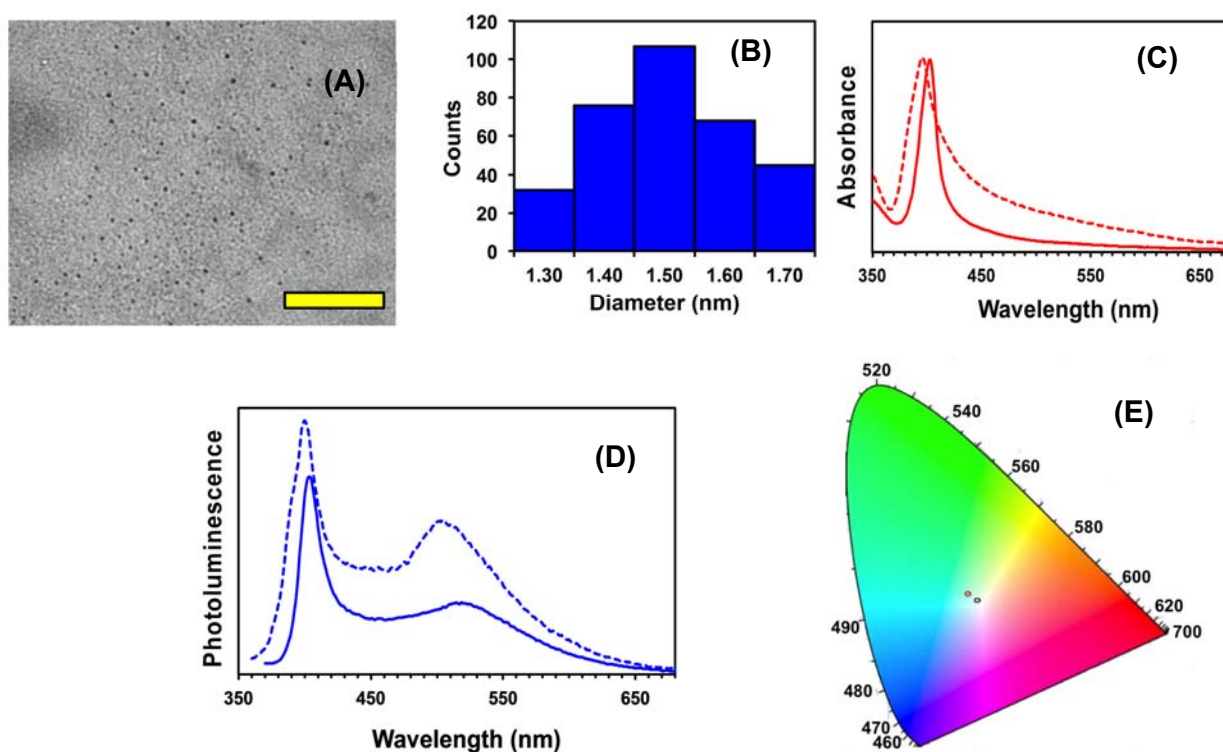 (A)
(B)
Counts
120
100
80
60
40
20
0
1.30 1.40 1.50 1.60 1.70
Diameter (nm)
(C)
Absorbance
350 450 550 650
Wavelength (nm)
(D)
Photoluminescence
350 450 550 650
Wavelength (nm)
(E)
520
540
560
580
600
620
700
490
480
470
460